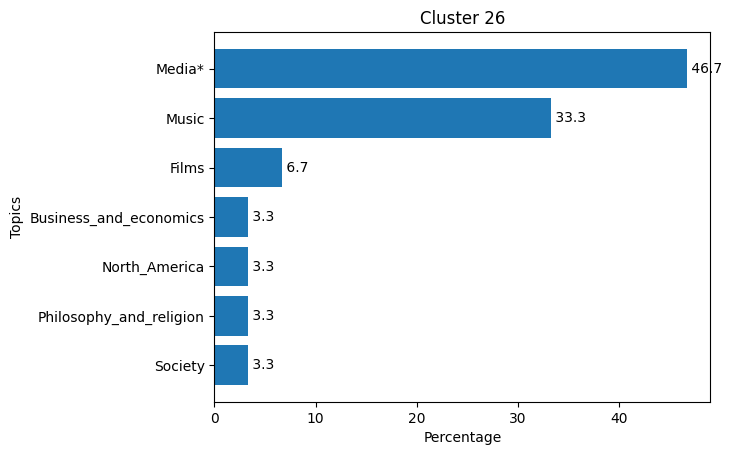 Cluster 26
Topics
Media* 46.7
Music 33.3
Films 6.7
Business_and_economics 3.3
North_America 3.3
Philosophy_and_religion 3.3
Society 3.3
0 10 20 30 40
Percentage